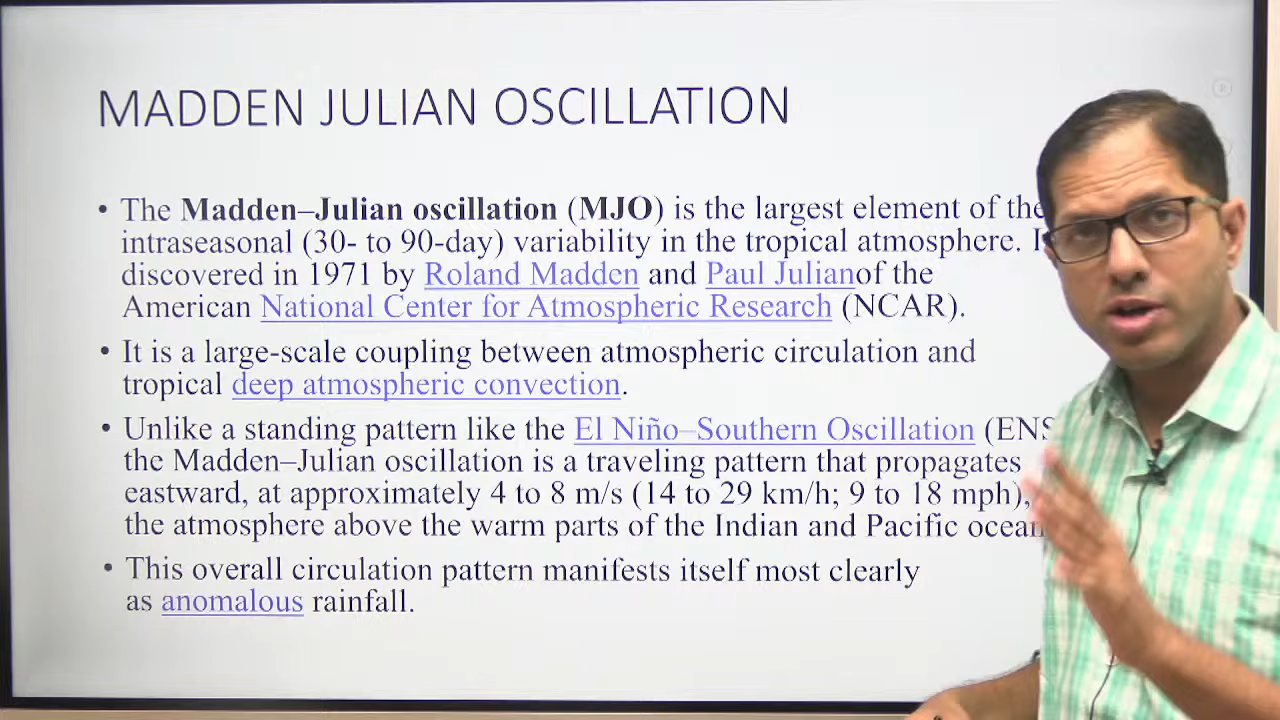 MADDEN JULIAN OSCILLATION
• The Madden–Julian oscillation (MJO) is the largest element of the
intraseasonal (30- to 90-day) variability in the tropical atmosphere.
discovered in 1971 by Roland Madden and Paul Julianof the
American National Center for Atmospheric Research (NCAR).
• It is a large-scale coupling between atmospheric circulation and
tropical deep atmospheric convection.
• Unlike a standing pattern like the El Niño–Southern Oscillation (ENS
the Madden–Julian oscillation is a traveling pattern that propagates
eastward, at approximately 4 to 8 m/s (14 to 29 km/h; 9 to 18 mph),
the atmosphere above the warm parts of the Indian and Pacific ocean
• This overall circulation pattern manifests itself most clearly
as anomalous rainfall.